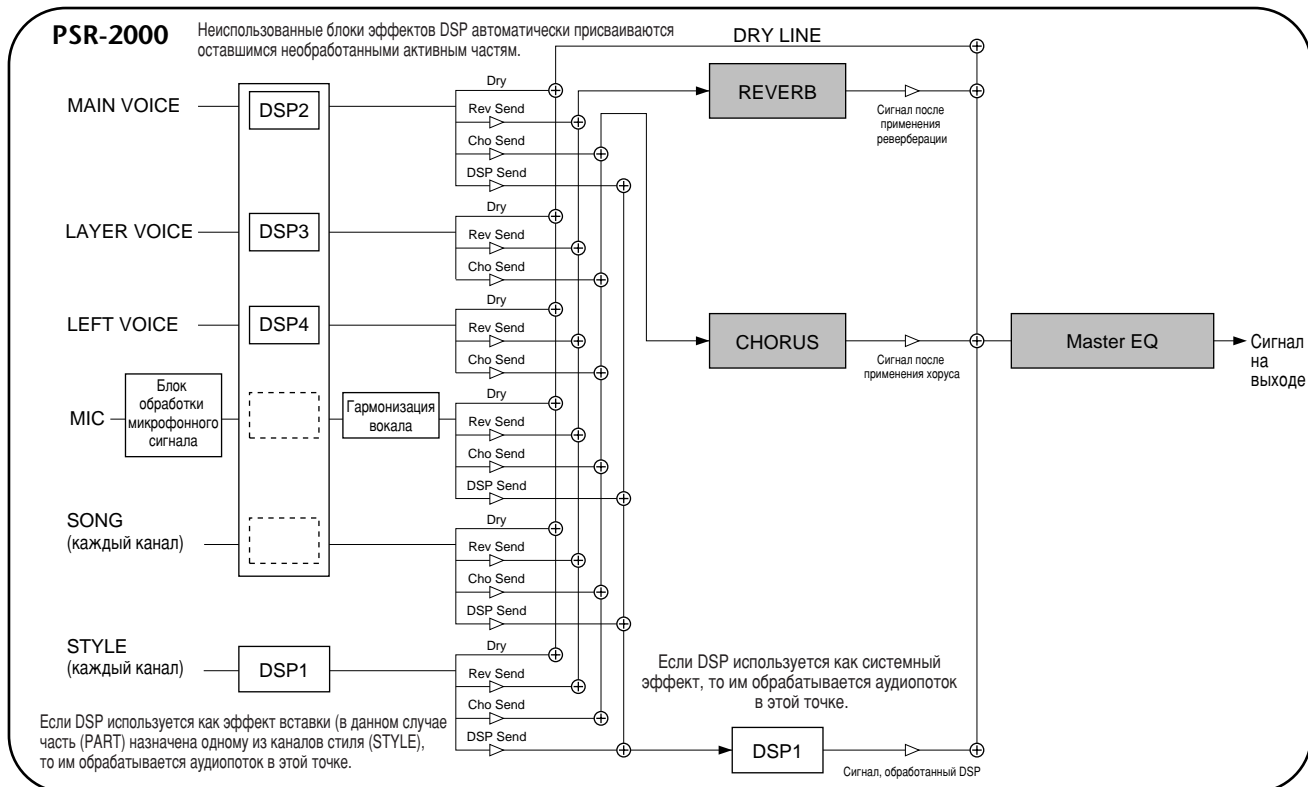 PSR-2000
Неиспользованные блоки эффектов DSP автоматически присваиваются
оставшимся необработанными активным частям.
DRY LINE
MAIN VOICE
DSP2
Dry
Rev Send
Cho Send
DSP Send
REVERB
Сигнал после
применения
реверберации
LAYER VOICE
DSP3
Dry
Rev Send
Cho Send
LEFT VOICE
DSP4
Dry
Rev Send
Cho Send
CHORUS
Сигнал после
применения хоруса
Master EQ
Сигнал
на
выходе
MIC
Блок
обработки
микрофонного
сигнала
Гармонизация
вокала
Dry
Rev Send
Cho Send
DSP Send
SONG
(каждый канал)
Dry
Rev Send
Cho Send
DSP Send
STYLE
(каждый канал)
DSP1
Dry
Rev Send
Cho Send
DSP Send
Если DSP используется как системный
эффект, то им обрабатывается аудиопоток
в этой точке.
DSP1
Сигнал, обработанный DSP
Если DSP используется как эффект вставки (в данном случае
часть (PART) назначена одному из каналов стиля (STYLE),
то им обрабатывается аудиопоток в этой точке.